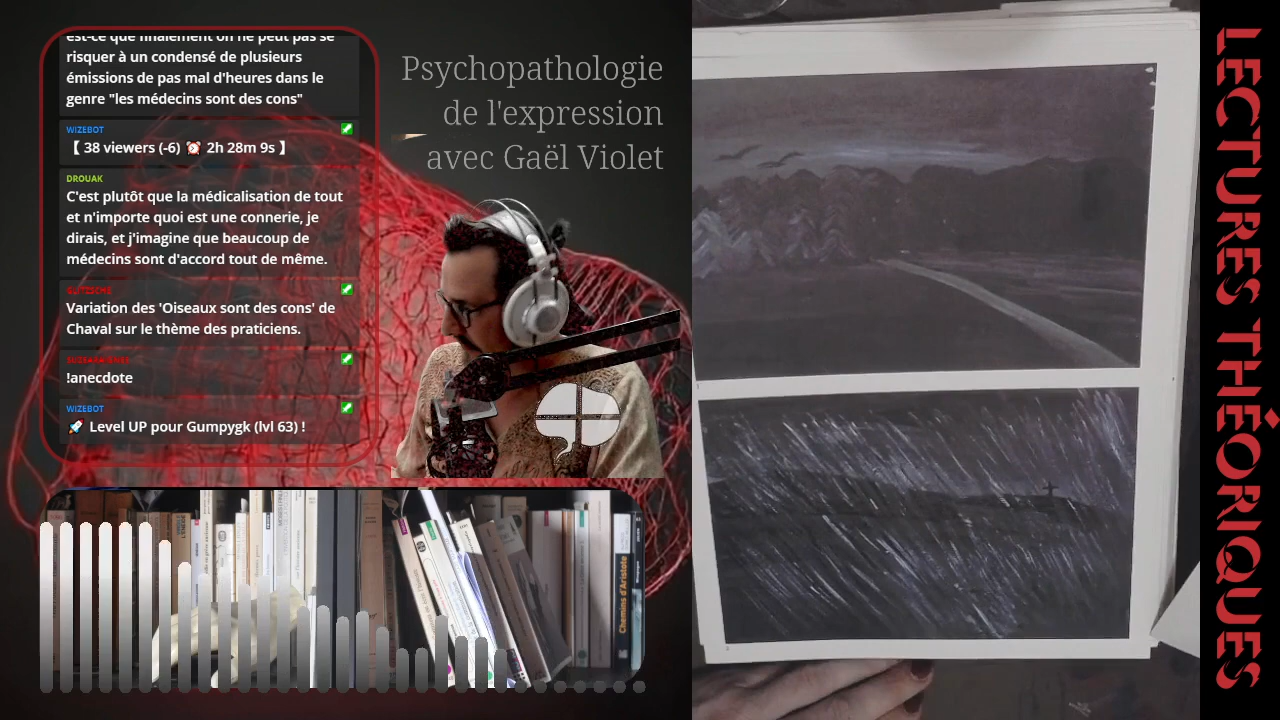 est-ce que finalement on ne peut pas se
risquer à un condensé de plusieurs
émissions de pas mal d'heures dans le
genre "les médecins sont des cons"
WIZEBOT
【 38 viewers (-6) ⏰ 2h 28m 9s 】
DROUAK
C'est plutôt que la médicalisation de tout
et n'importe quoi est une connerie, je
dirais, et j'imagine que beaucoup de
médecins sont d'accord tout de même.
Variation des 'Oiseaux sont des cons' de
Chaval sur le thème des praticiens.
!anecdote
WIZEBOT
🚀 Level UP pour Gumpygk (lvl 63) !
Psychopathologie
de l'expression
avec Gaël Violet
Chemins d'Aristote
LECTURES THÉORIQUES